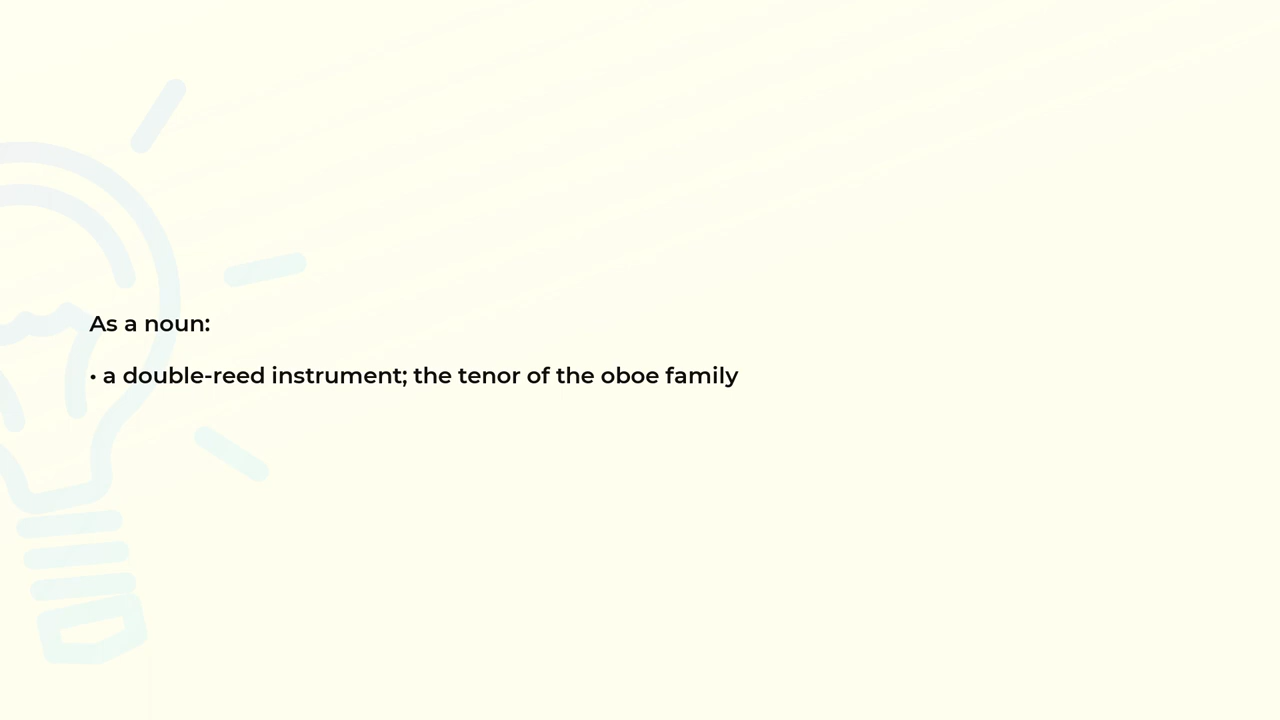 As a noun:
• a double-reed instrument; the tenor of the oboe family